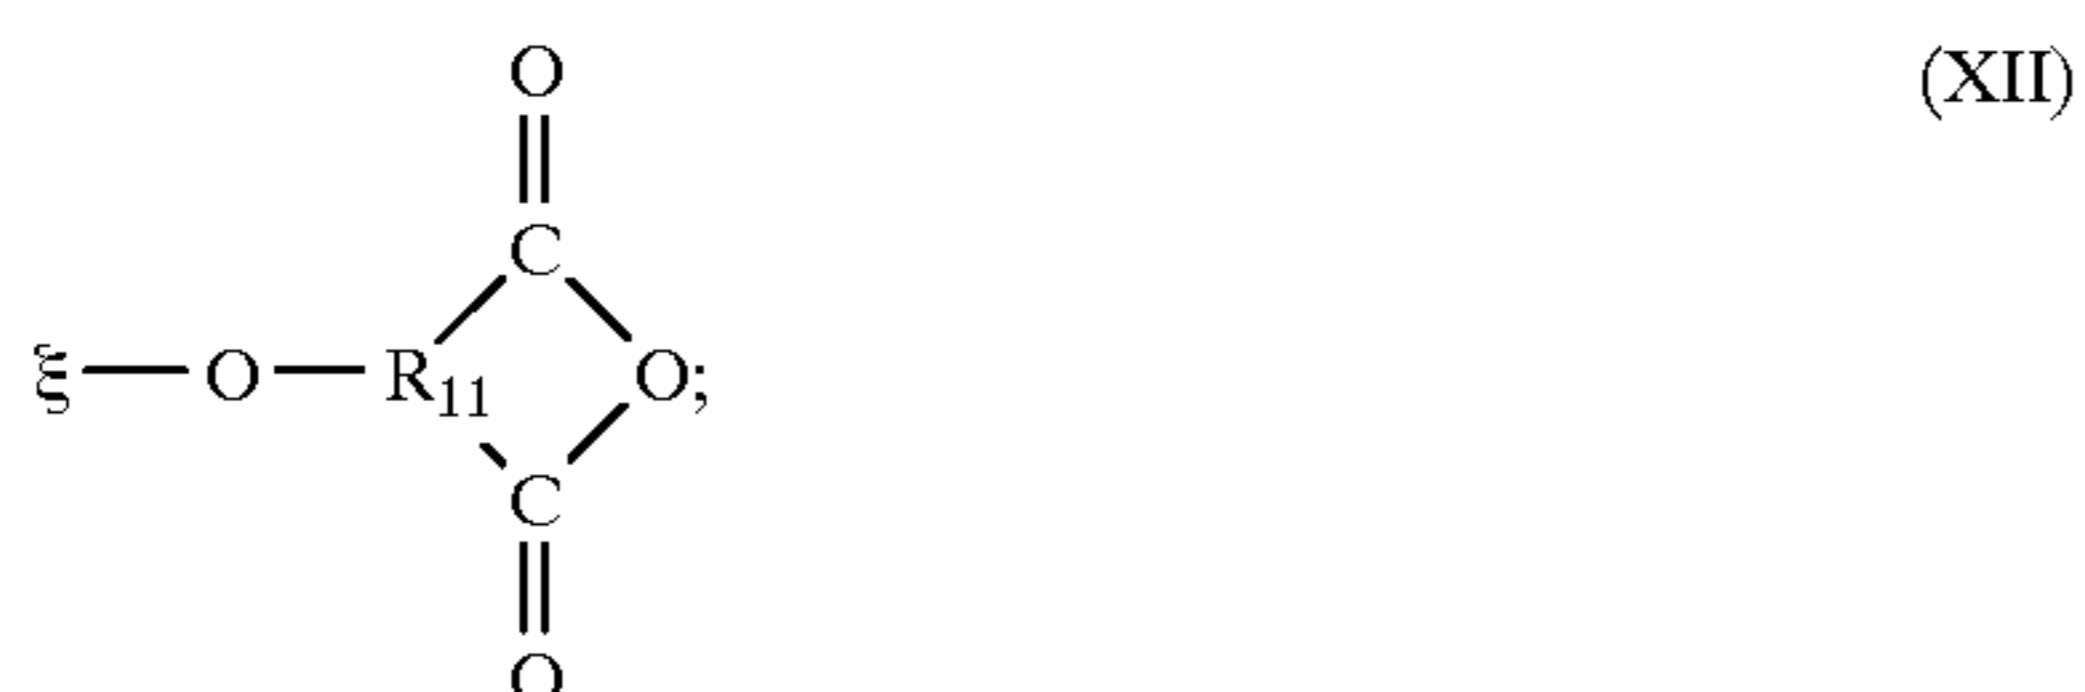 O
(XII)
C
ξ—O—R₁₁ O;
C
O